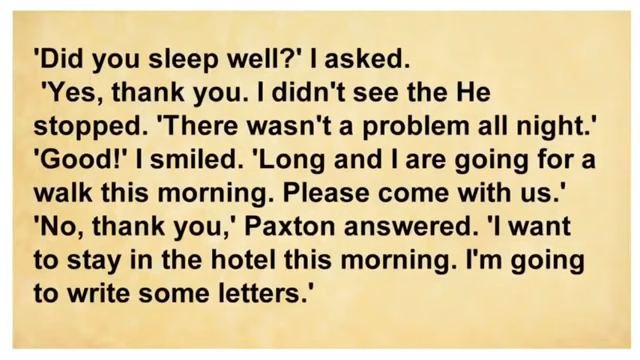 'Did you sleep well?' I asked.
'Yes, thank you. I didn't see the He
stopped. 'There wasn't a problem all night.'
'Good!' I smiled. 'Long and I are going for a
walk this morning. Please come with us.'
'No, thank you,' Paxton answered. 'I want
to stay in the hotel this morning. I'm going
to write some letters.'